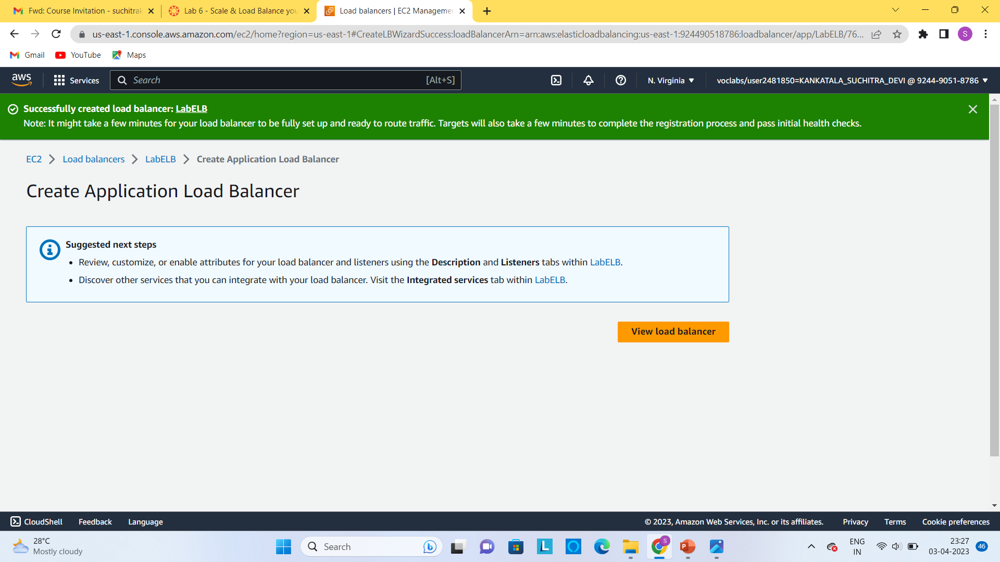 Fwd: Course Invitation - suchitrak
Lab 6 - Scale & Load Balance you
Load balancers | EC2 Managemen
us-east-1.console.aws.amazon.com/ec2/home?region=us-east-1#CreateLBWizardSuccess:loadBalancerArn=arn:aws:elasticloadbalancing:us-east-1:924490518786:loadbalancer/app/LabELB/76...
S
Gmail
YouTube
Maps
aws
Services
Search
[Alt+S]
N. Virginia
voclabs/user2481850=KANKATALA_SUCHITRA_DEVI @ 9244-9051-8786
Successfully created load balancer: LabELB
Note: It might take a few minutes for your load balancer to be fully set up and ready to route traffic. Targets will also take a few minutes to complete the registration process and pass initial health checks.
EC2 > Load balancers > LabELB > Create Application Load Balancer
Create Application Load Balancer
Suggested next steps
• Review, customize, or enable attributes for your load balancer and listeners using the Description and Listeners tabs within LabELB.
• Discover other services that you can integrate with your load balancer. Visit the Integrated services tab within LabELB.
View load balancer
CloudShell
Feedback
Language
© 2023, Amazon Web Services, Inc. or its affiliates.
Privacy
Terms
Cookie preferences
28°C
Mostly cloudy
Search
ENG
IN
23:27
03-04-2023
46